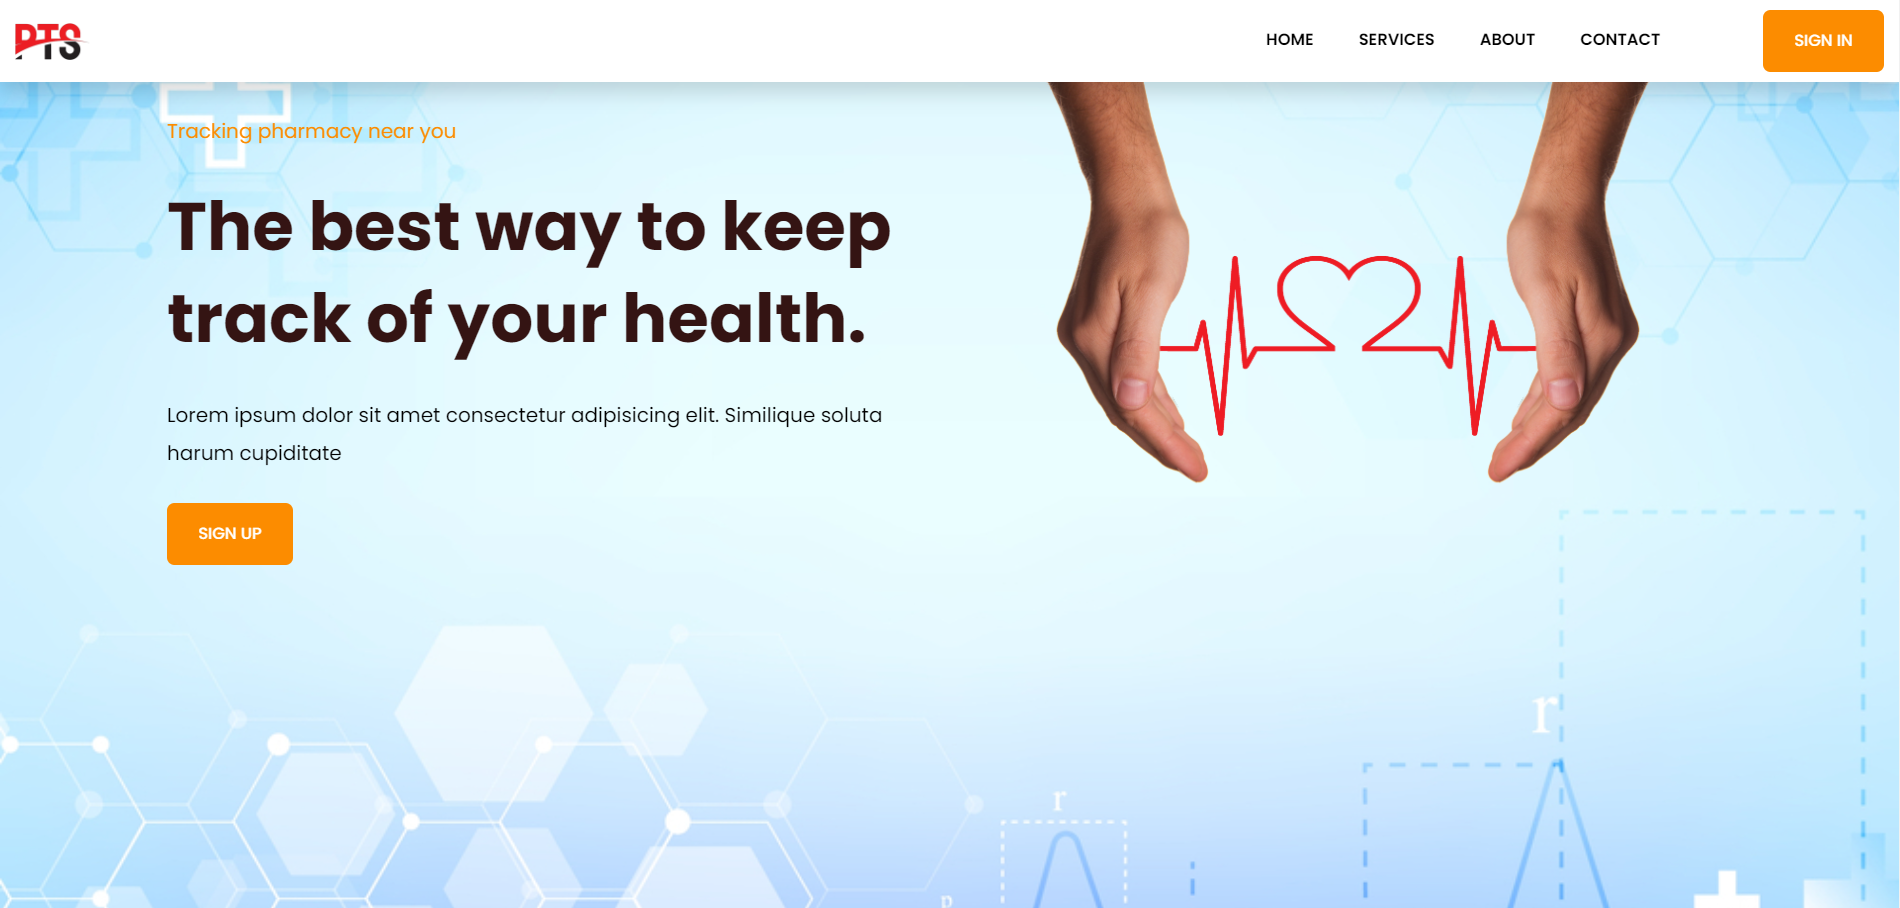 PTS
HOME SERVICES ABOUT CONTACT SIGN IN
Tracking pharmacy near you
The best way to keep
track of your health.
Lorem ipsum dolor sit amet consectetur adipisicing elit. Similique soluta
harum cupiditate
SIGN UP
r
r
p